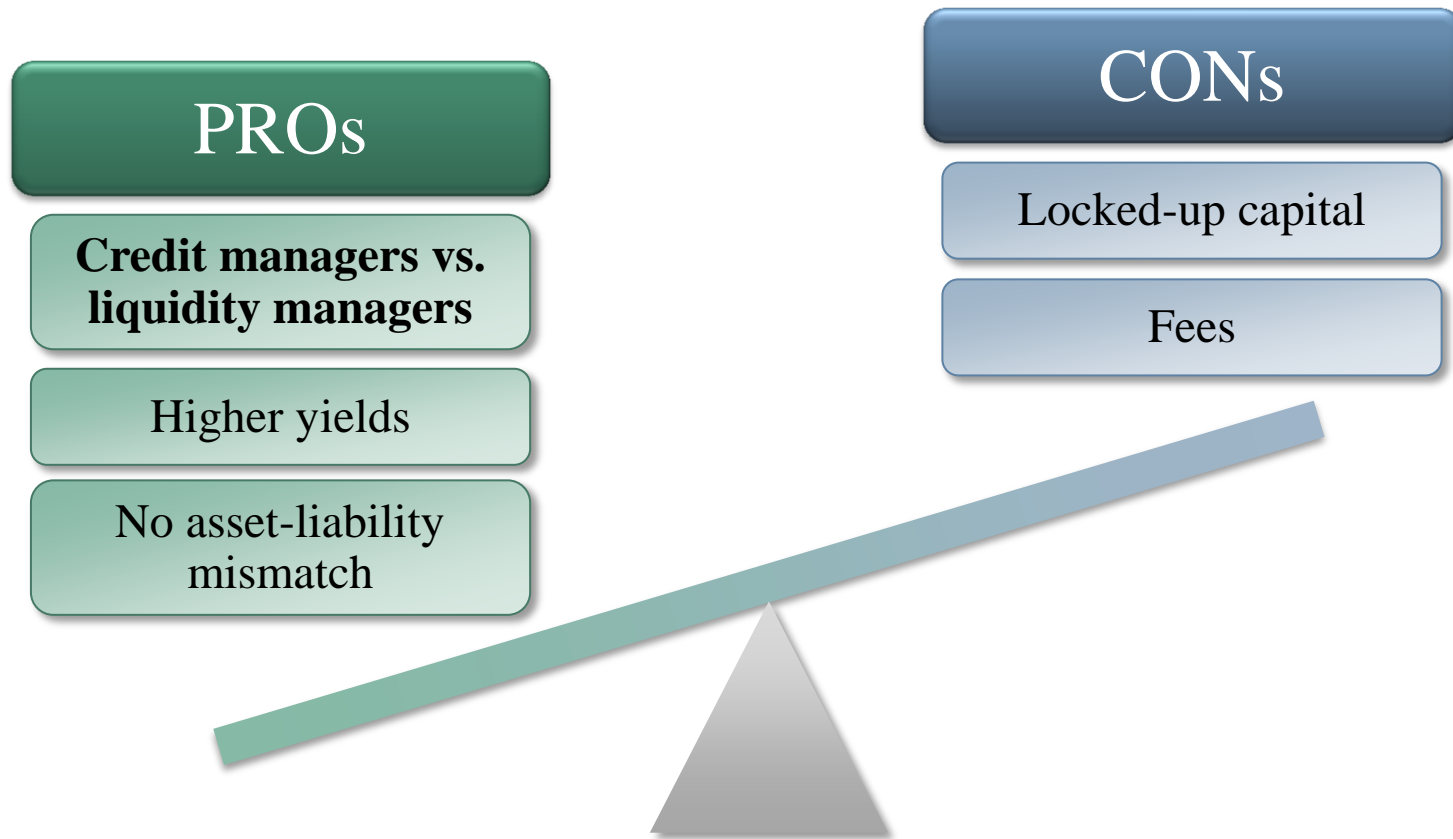 PROs
Credit managers vs.
liquidity managers
Higher yields
No asset-liability
mismatch
CONs
Locked-up capital
Fees